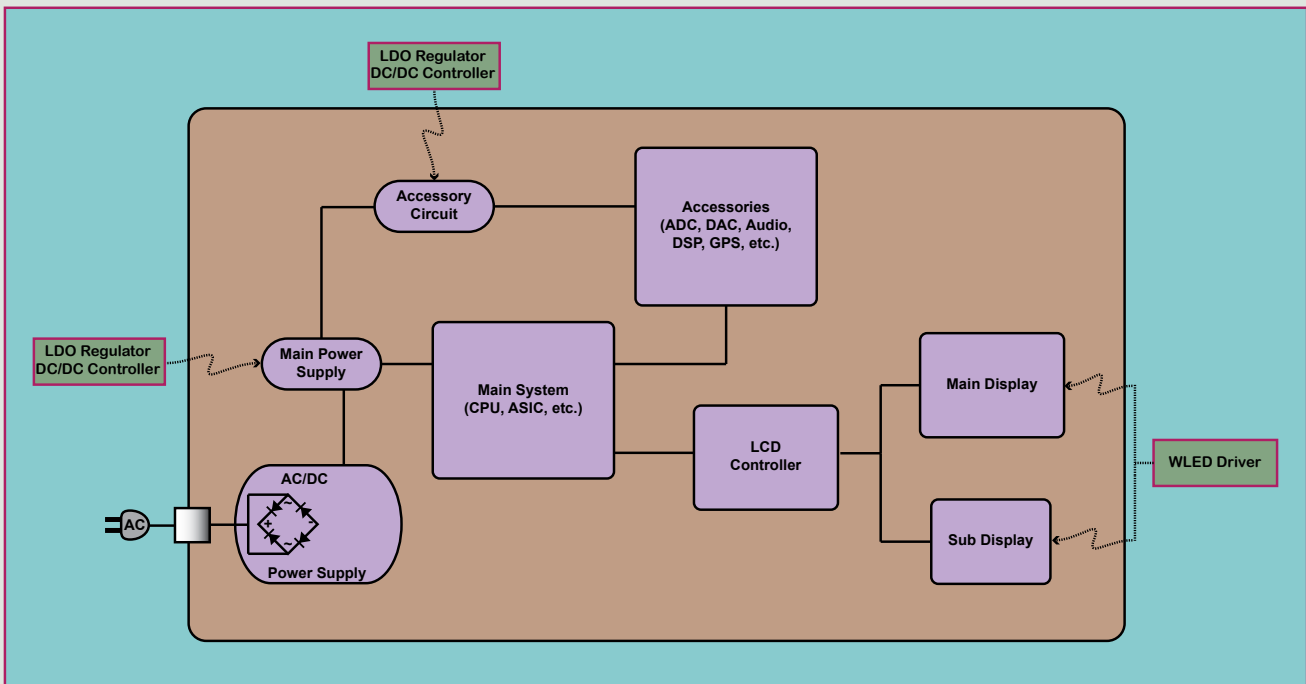 LDO Regulator
DC/DC Controller
Accessory
Circuit
Accessories
(ADC, DAC, Audio,
DSP, GPS, etc.)
LDO Regulator
DC/DC Controller
Main Power
Supply
Main System
(CPU, ASIC, etc.)
Main Display
LCD
Controller
WLED Driver
Sub Display
AC
AC/DC
~
+
-
~
Power Supply